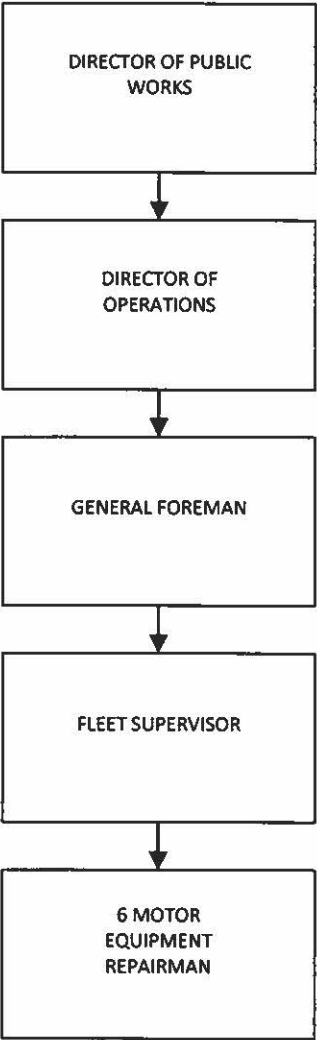 DIRECTOR OF PUBLIC
WORKS
DIRECTOR OF
OPERATIONS
GENERAL FOREMAN
FLEET SUPERVISOR
6 MOTOR
EQUIPMENT
REPAIRMAN